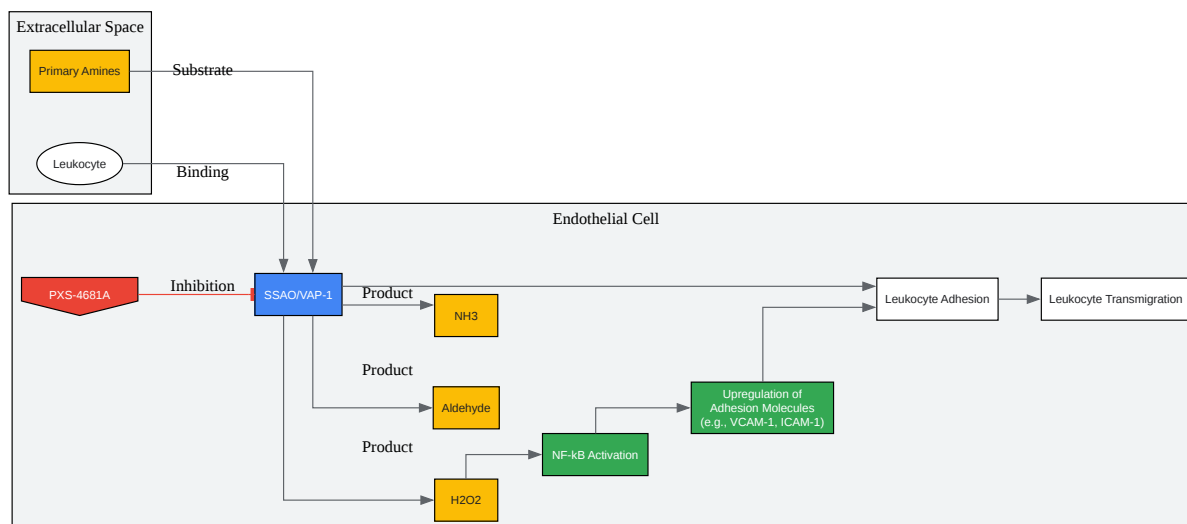 Extracellular Space
Primary Amines
Substrate
Leukocyte
Binding
Endothelial Cell
PXS-4681A
Inhibition
SSAO/VAP-1
Product
NH3
Leukocyte Adhesion
Leukocyte Transmigration
Product
Aldehyde
Upregulation of
Adhesion Molecules
(e.g., VCAM-1, ICAM-1)
Product
NF-kB Activation
H2O2